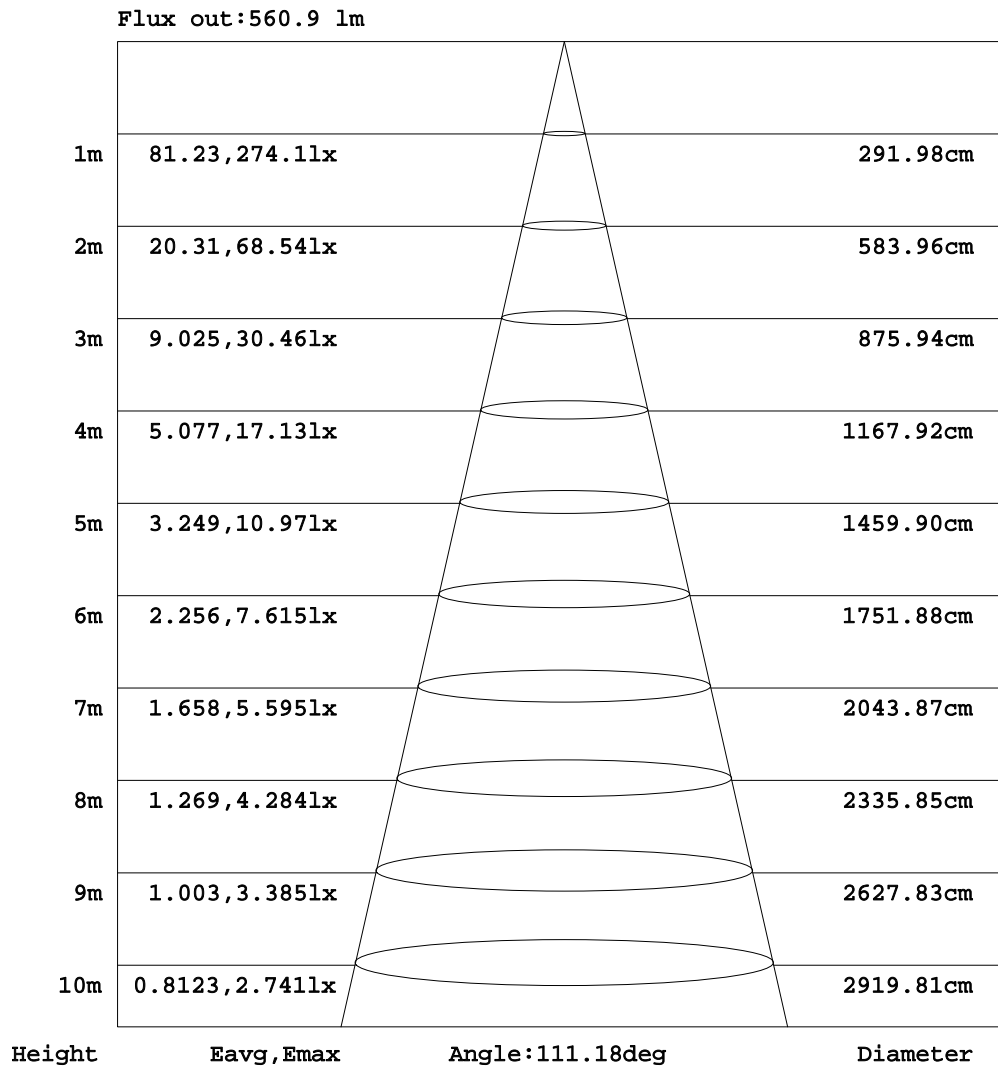 Flux out:560.9 lm
1m 81.23,274.1lx 291.98cm
2m 20.31,68.54lx 583.96cm
3m 9.025,30.46lx 875.94cm
4m 5.077,17.13lx 1167.92cm
5m 3.249,10.97lx 1459.90cm
6m 2.256,7.615lx 1751.88cm
7m 1.658,5.595lx 2043.87cm
8m 1.269,4.284lx 2335.85cm
9m 1.003,3.385lx 2627.83cm
10m 0.8123,2.741lx 2919.81cm
Height Eavg,Emax Angle:111.18deg Diameter